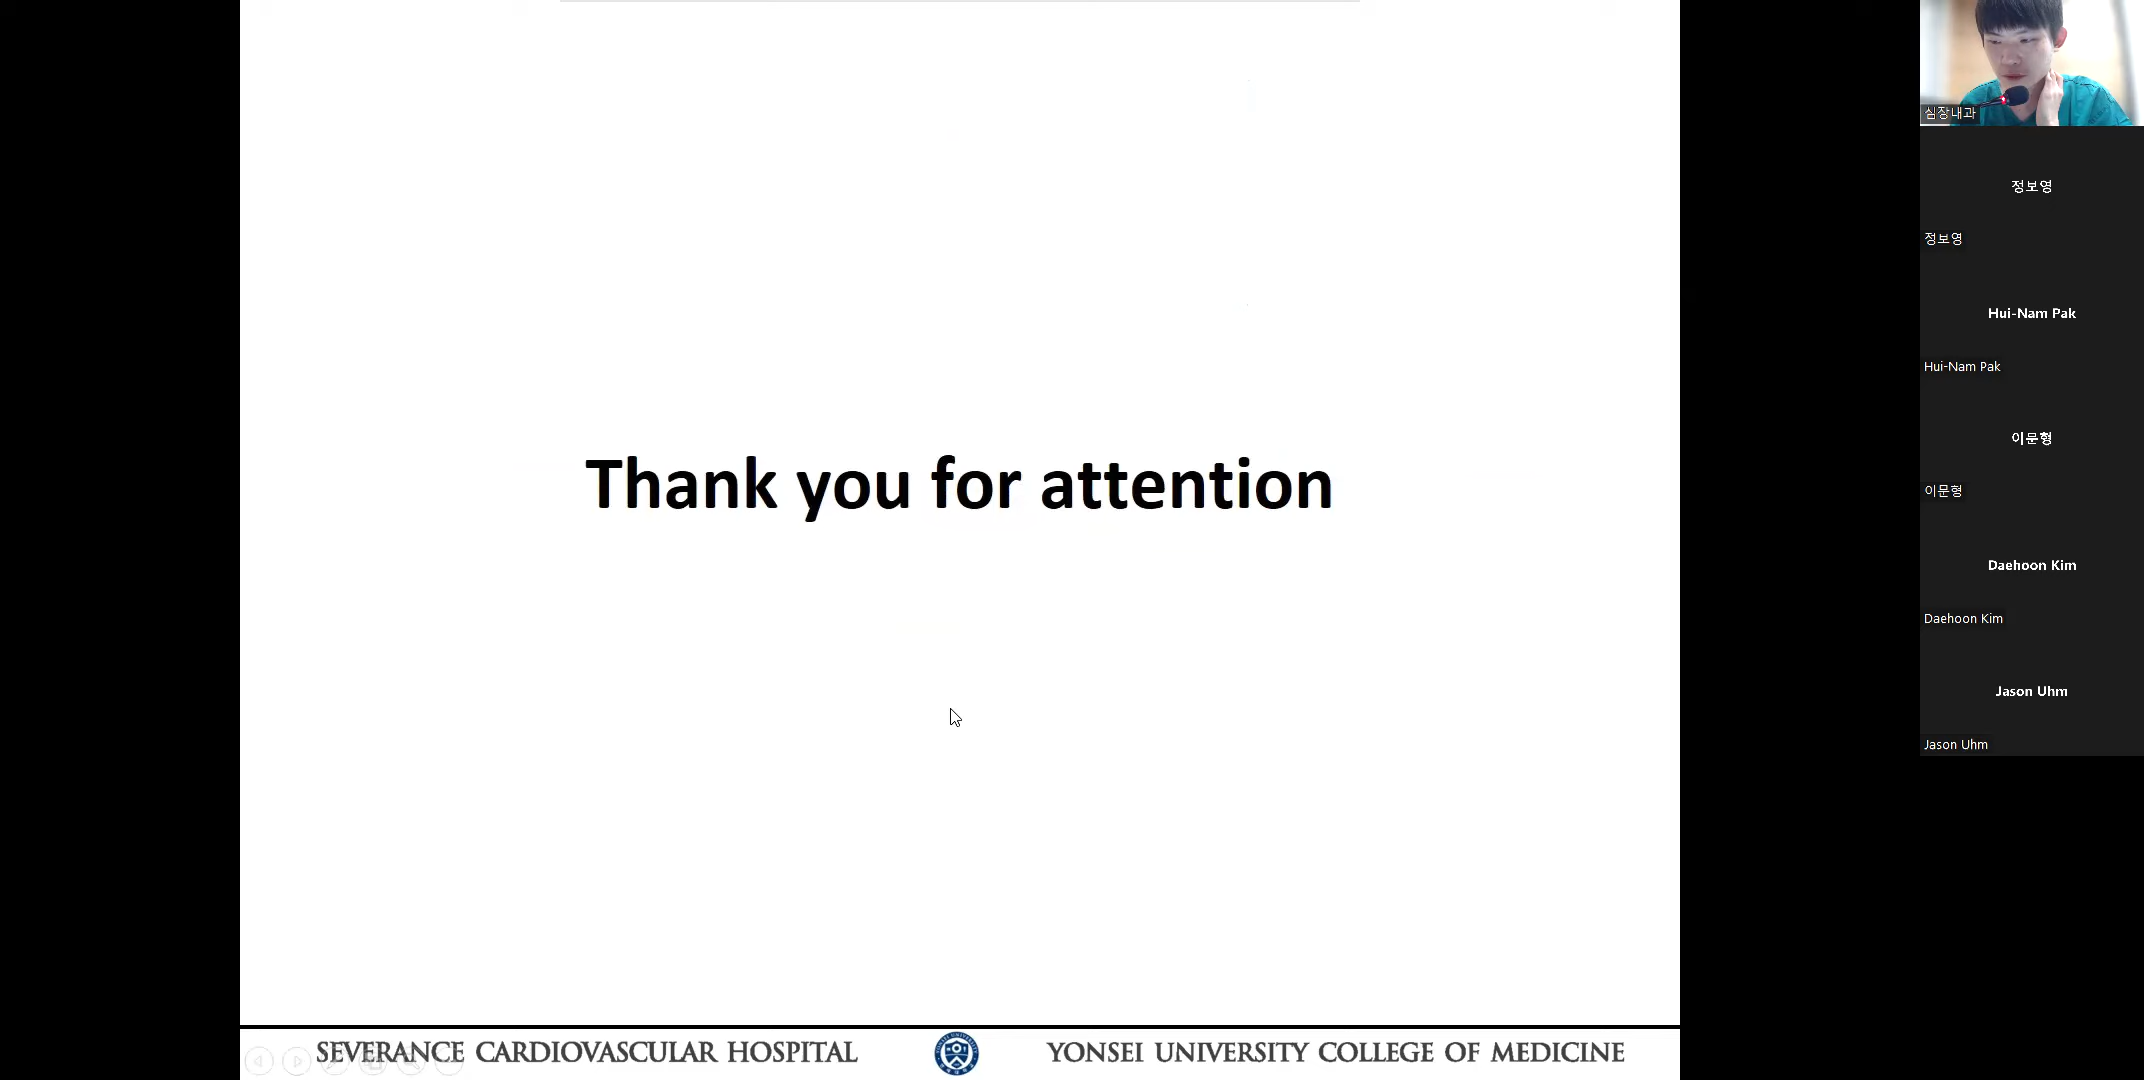 Thank you for attention
SEVERANCE CARDIOVASCULAR HOSPITAL
YONSEI UNIVERSITY COLLEGE OF MEDICINE
심장내과
정보영
정보영
Hui-Nam Pak
Hui-Nam Pak
이문형
이문형
Daehoon Kim
Daehoon Kim
Jason Uhm
Jason Uhm